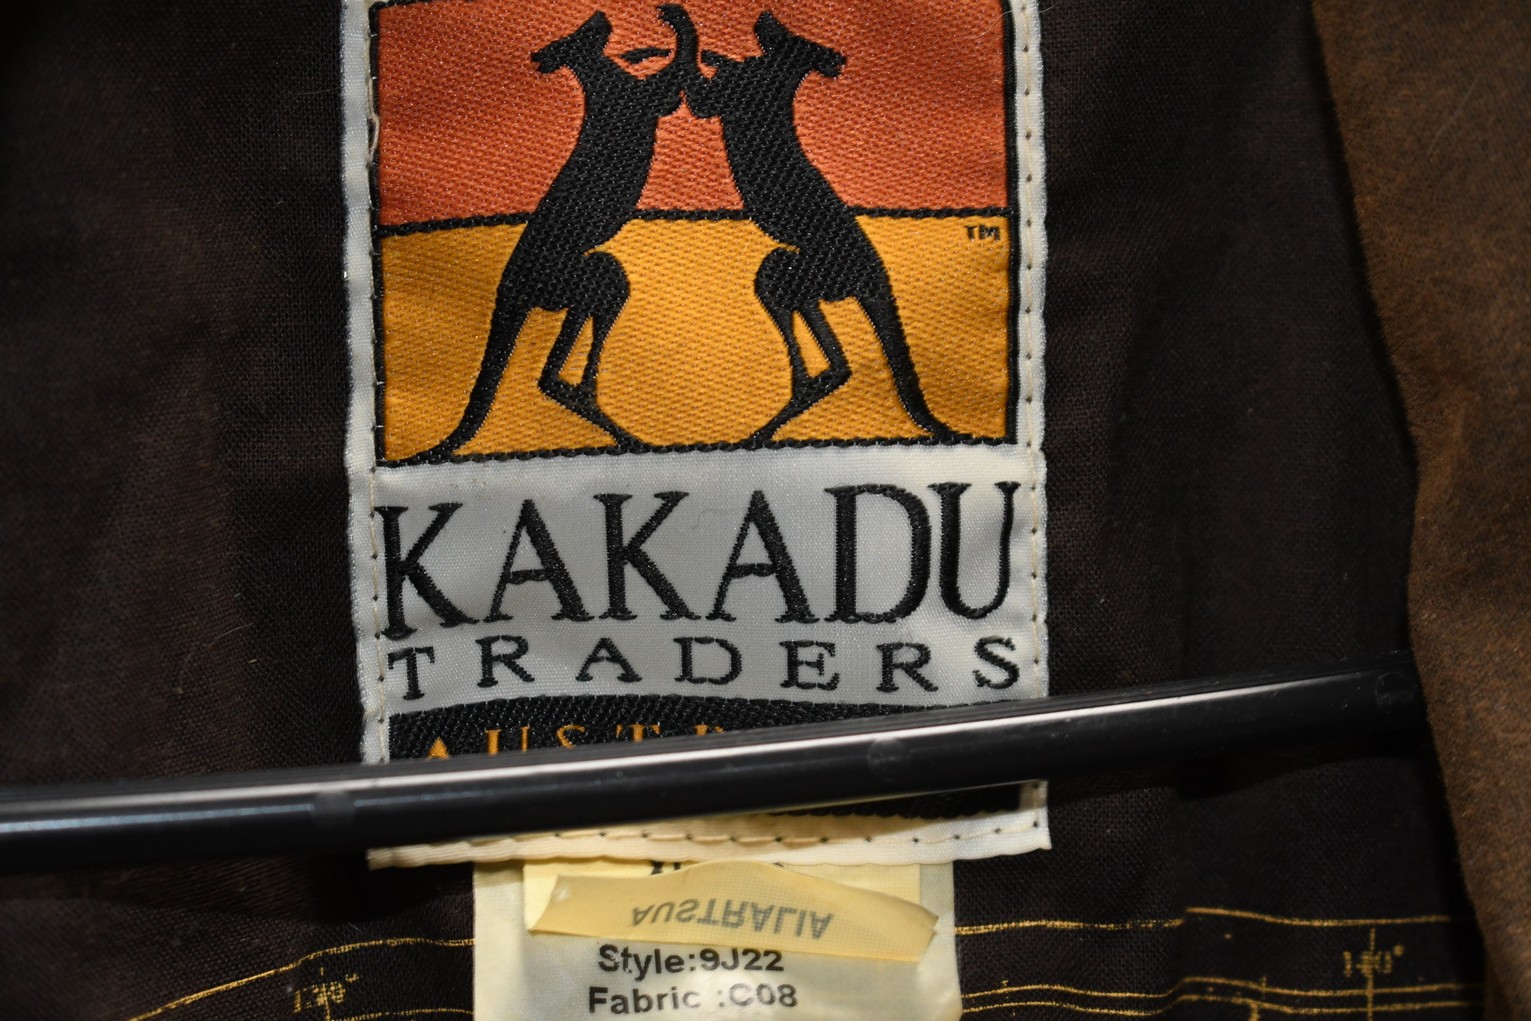 TM
KAKADU
TRADERS
AUSTRALIA
Style:9J22
Fabric :C08